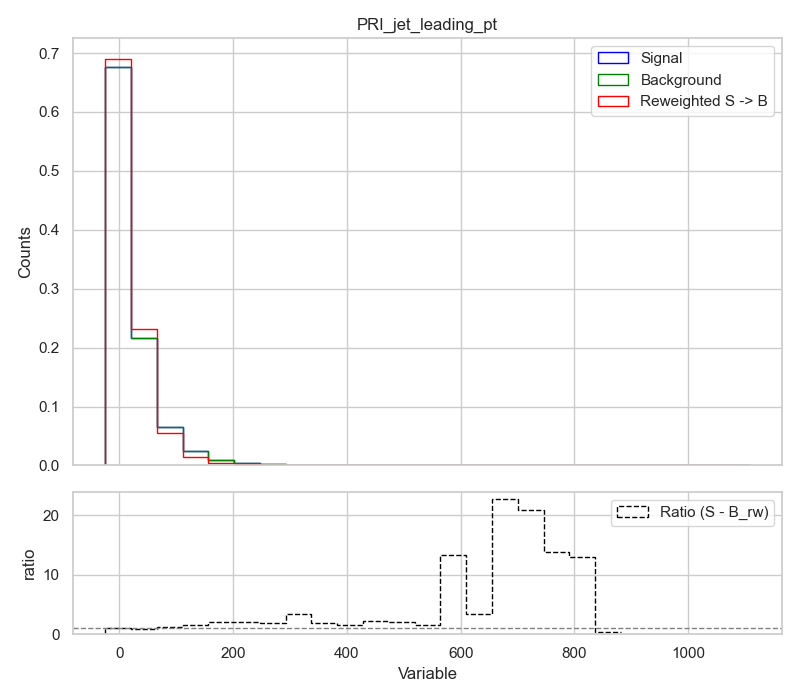 PRI_jet_leading_pt
Signal
Background
Reweighted S -> B
Counts
0.7
0.6
0.5
0.4
0.3
0.2
0.1
0.0
Ratio (S - B_rw)
ratio
20
10
0
0 200 400 600 800 1000
Variable